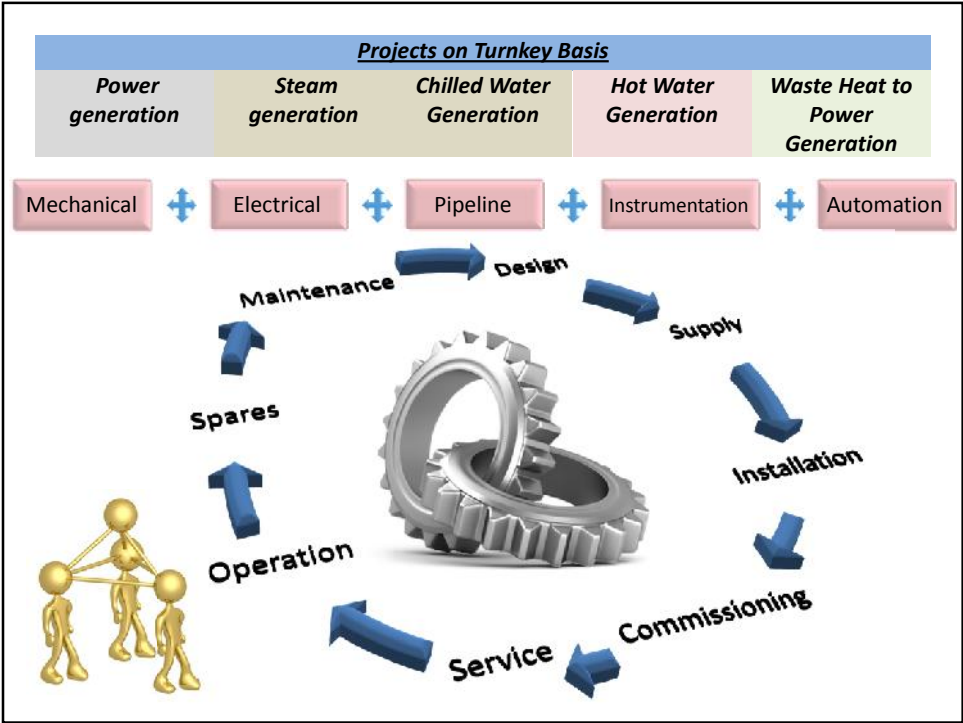 Projects on Turnkey Basis
Power
generation
Steam
generation
Chilled Water
Generation
Hot Water
Generation
Waste Heat to
Power
Generation
Mechanical
Electrical
Pipeline
Instrumentation
Automation
Design
Supply
Installation
Commissioning
Service
Operation
Spares
Maintenance